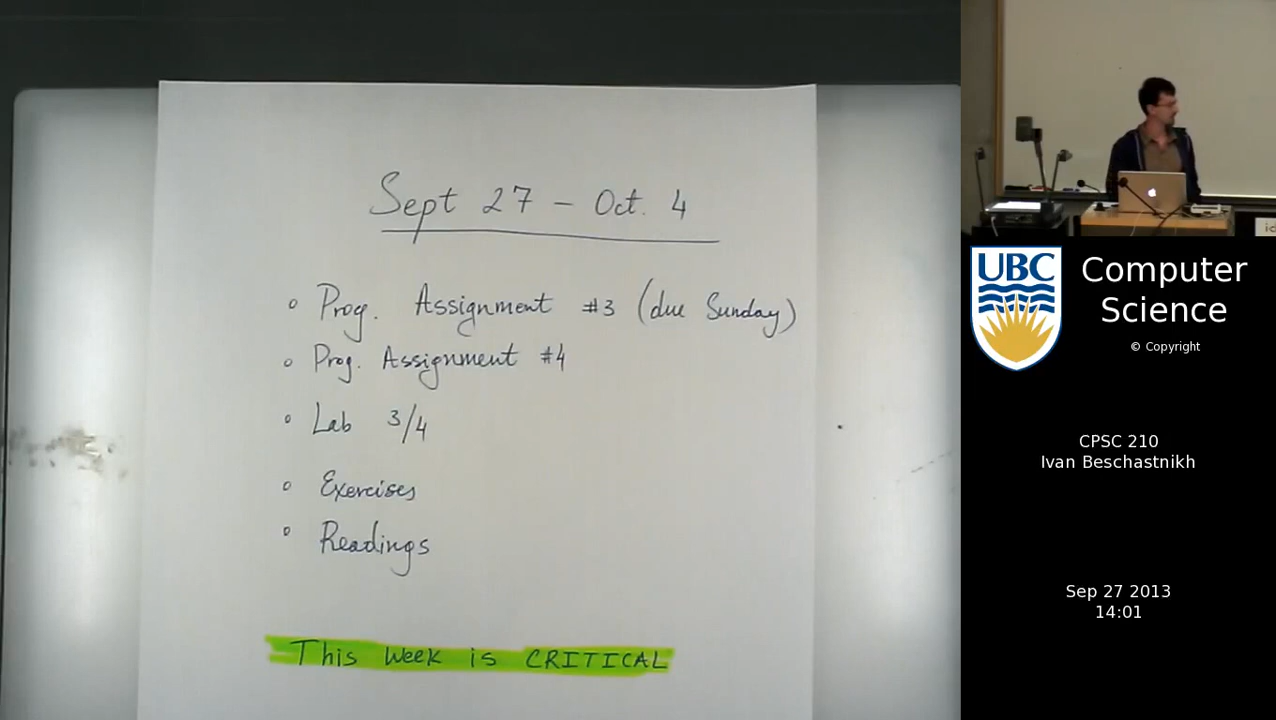 Sept 27 – Oct. 4
Prog. Assignment #3 (due Sunday)
Prog. Assignment #4
Lab 3/4
Exercises
Readings
This Week is CRITICAL
UBC
Computer
Science
© Copyright
CPSC 210
Ivan Beschastnikh
Sep 27 2013
14:01